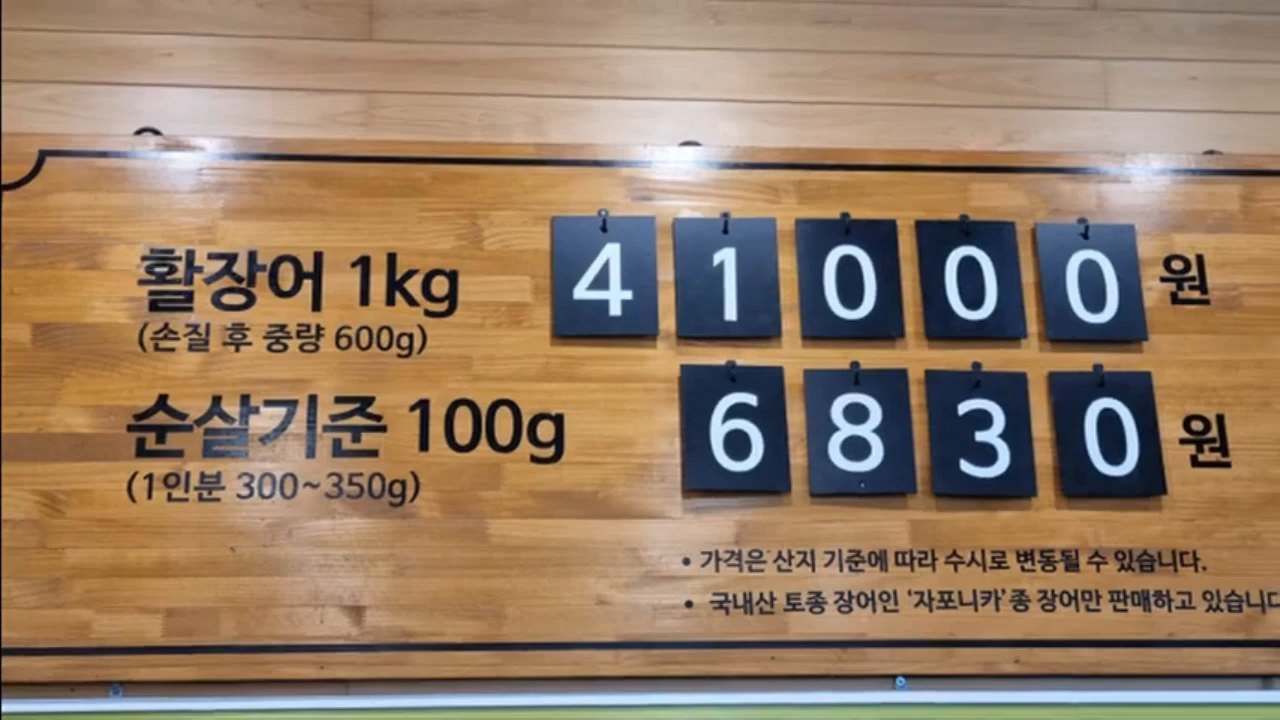 활장어 1kg 41000 원
(손질 후 중량 600g)
순살기준 100g 6830 원
(1인분 300~350g)
• 가격은 산지 기준에 따라 수시로 변동될 수 있습니다.
• 국내산 토종 장어인 '자포니카'종 장어만 판매하고 있습니다